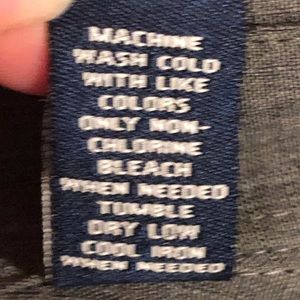 MACHINE
WASH COLD
WITH LIKE
COLORS
ONLY NON-
CHLORINE
BLEACH
WHEN NEEDED
TUMBLE
DRY LOW
COOL IRON
WHEN NEEDED